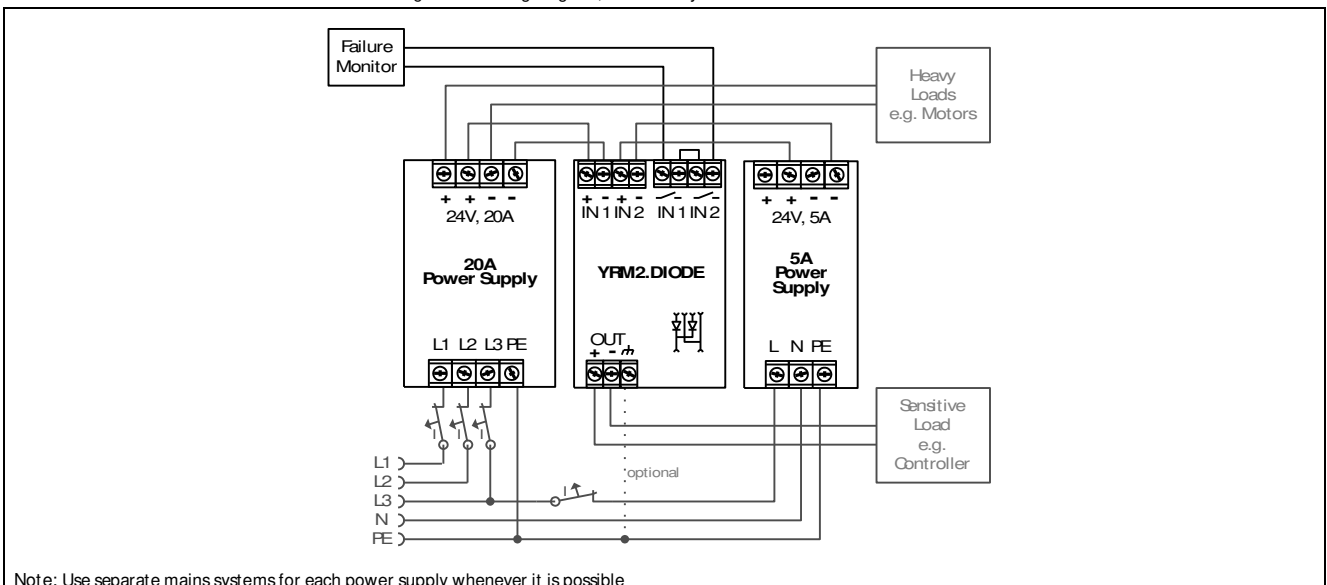 Failure
Monitor
Heavy
Loads
e.g. Motors
+ + - -
24V, 20A
20A
Power Supply
L1 L2 L3 PE
+ - + -
IN 1 IN 2 IN 1 IN 2
YRM2.DIODE
OUT
+ -
+ + - -
24V, 5A
5A
Power
Supply
L N PE
Sensitive
Load
e.g.
Controller
I I I
L1
L2
L3
N
PE
I
optional
Note: Use separate mains systems for each power supply whenever it is possible